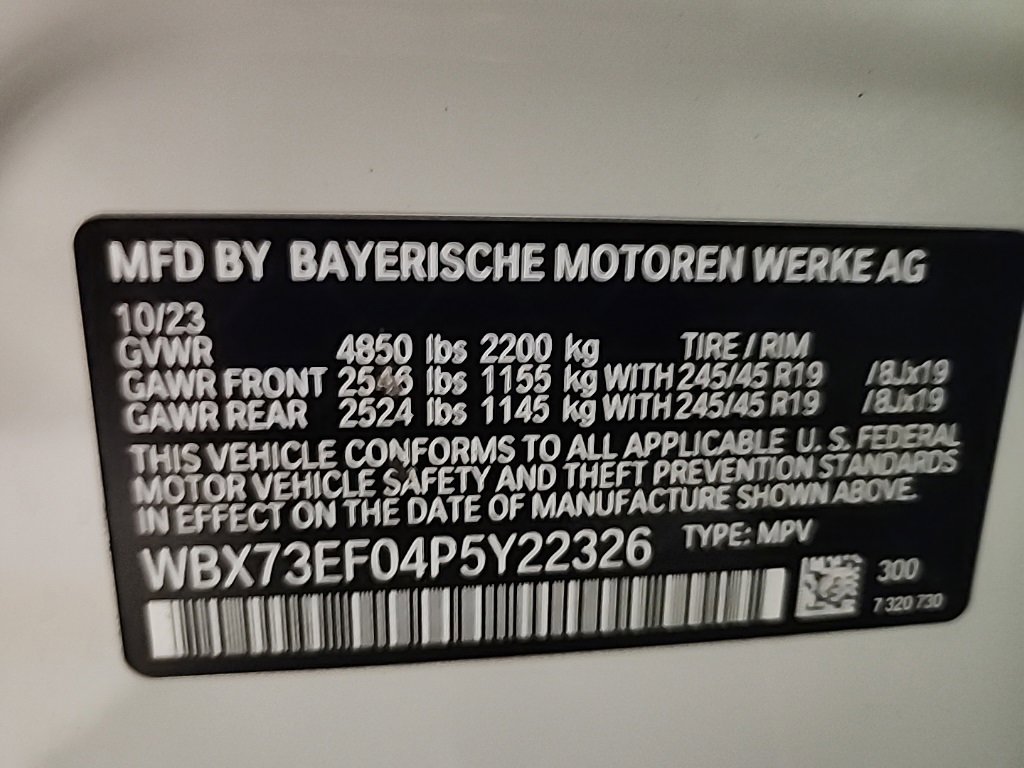 MFD BY BAYERISCHE MOTOREN WERKE AG
10/23
GVWR 4850 lbs 2200 kg TIRE / RIM
GAWR FRONT 2546 lbs 1155 kg WITH 245/45 R19 /8Jx19
GAWR REAR 2524 lbs 1145 kg WITH 245/45 R19 /8Jx19
THIS VEHICLE CONFORMS TO ALL APPLICABLE U. S. FEDERAL
MOTOR VEHICLE SAFETY AND THEFT PREVENTION STANDARDS
IN EFFECT ON THE DATE OF MANUFACTURE SHOWN ABOVE.
WBX73EF04P5Y22326 TYPE: MPV
300
7 320 730